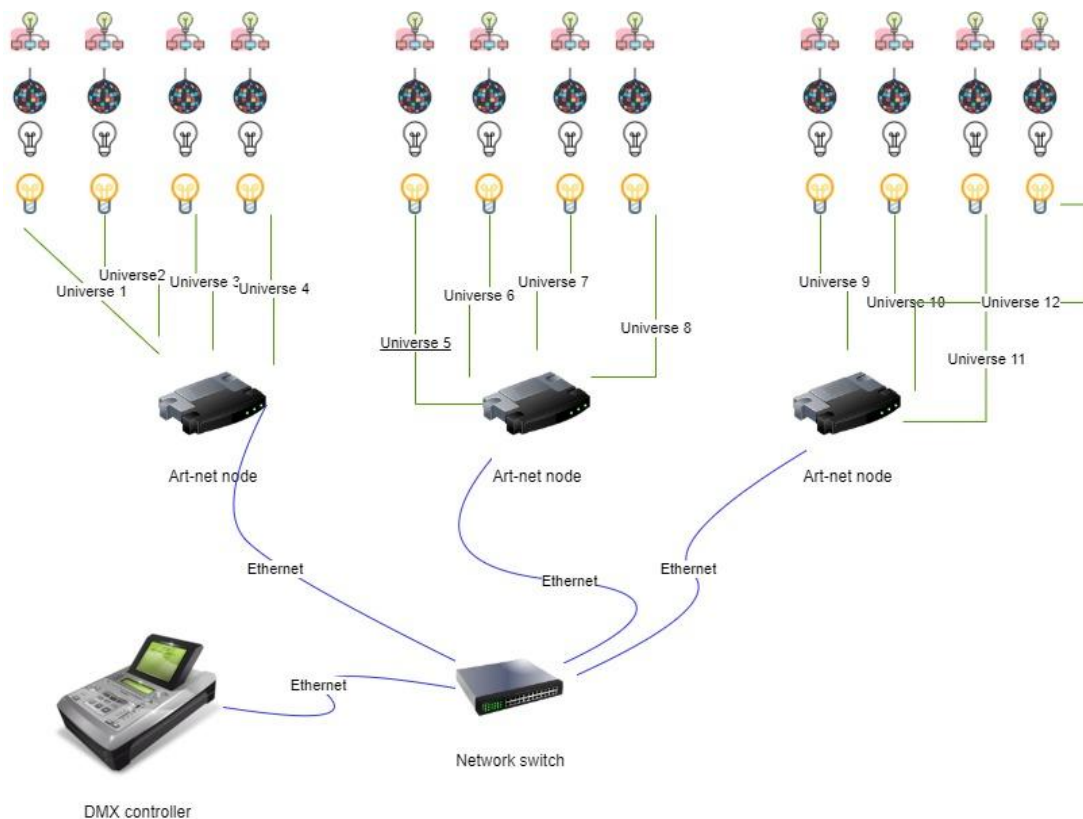 Universe 1
Universe2
Universe 3
Universe 4
Universe 5
Universe 6
Universe 7
Universe 8
Universe 9
Universe 10
Universe 12
Universe 11
Art-net node
Art-net node
Art-net node
Ethernet
Ethernet
Ethernet
Ethernet
Network switch
DMX controller